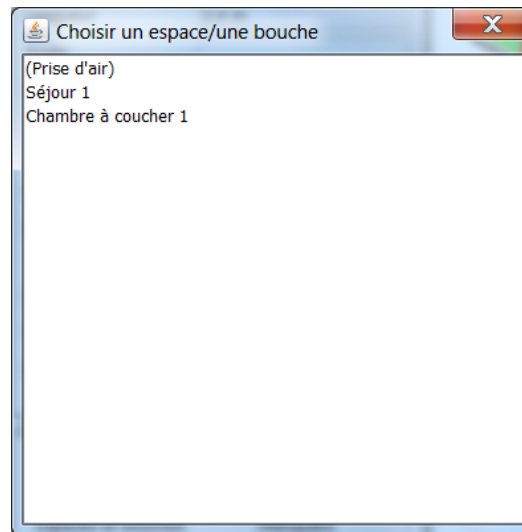 Choisir un espace/une bouche
(Prise d'air)
Séjour 1
Chambre à coucher 1